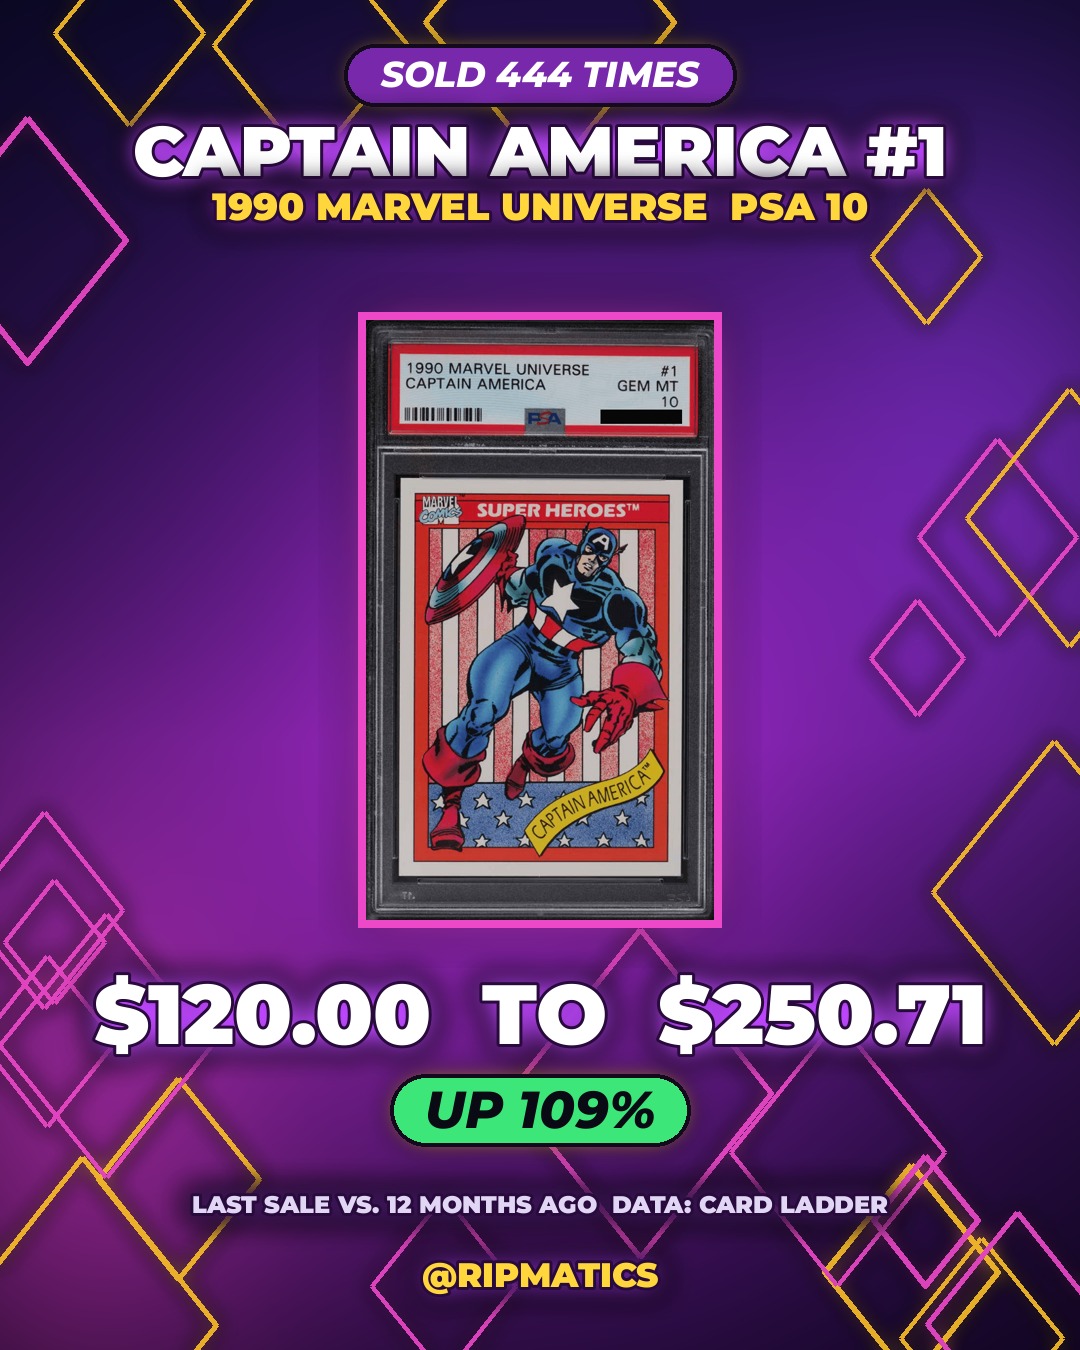 SOLD 444 TIMES
CAPTAIN AMERICA #1
1990 MARVEL UNIVERSE PSA 10
1990 MARVEL UNIVERSE #1
CAPTAIN AMERICA GEM MT
10
PSA
MARVEL
COMICS
SUPER HEROES™
CAPTAIN AMERICA™
$120.00 TO $250.71
UP 109%
LAST SALE VS. 12 MONTHS AGO DATA: CARD LADDER
@RIPMATICS